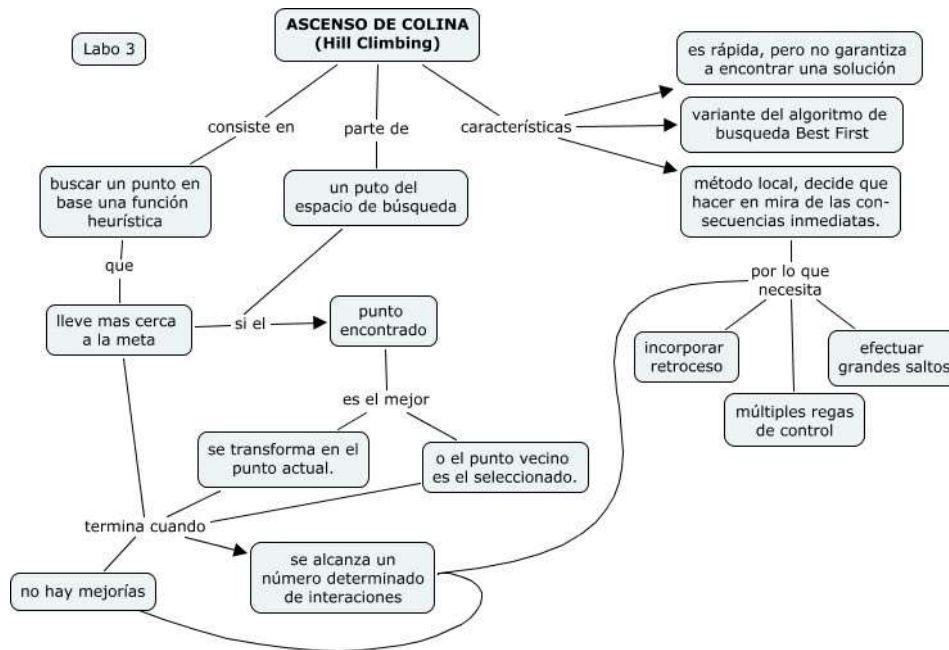 Labo 3
ASCENSO DE COLINA
(Hill Climbing)
consiste en
parte de
características
es rápida, pero no garantiza
a encontrar una solución
variante del algoritmo de
busqueda Best First
método local, decide que
hacer en mira de las con-
secuencias inmediatas.
buscar un punto en
base una función
heurística
un puto del
espacio de búsqueda
que
por lo que
necesita
lleve mas cerca
a la meta
si el
punto
encontrado
incorporar
retroceso
efectuar
grandes saltos
múltiples regas
de control
es el mejor
se transforma en el
punto actual.
o el punto vecino
es el seleccionado.
termina cuando
no hay mejorías
se alcanza un
número determinado
de interaciones